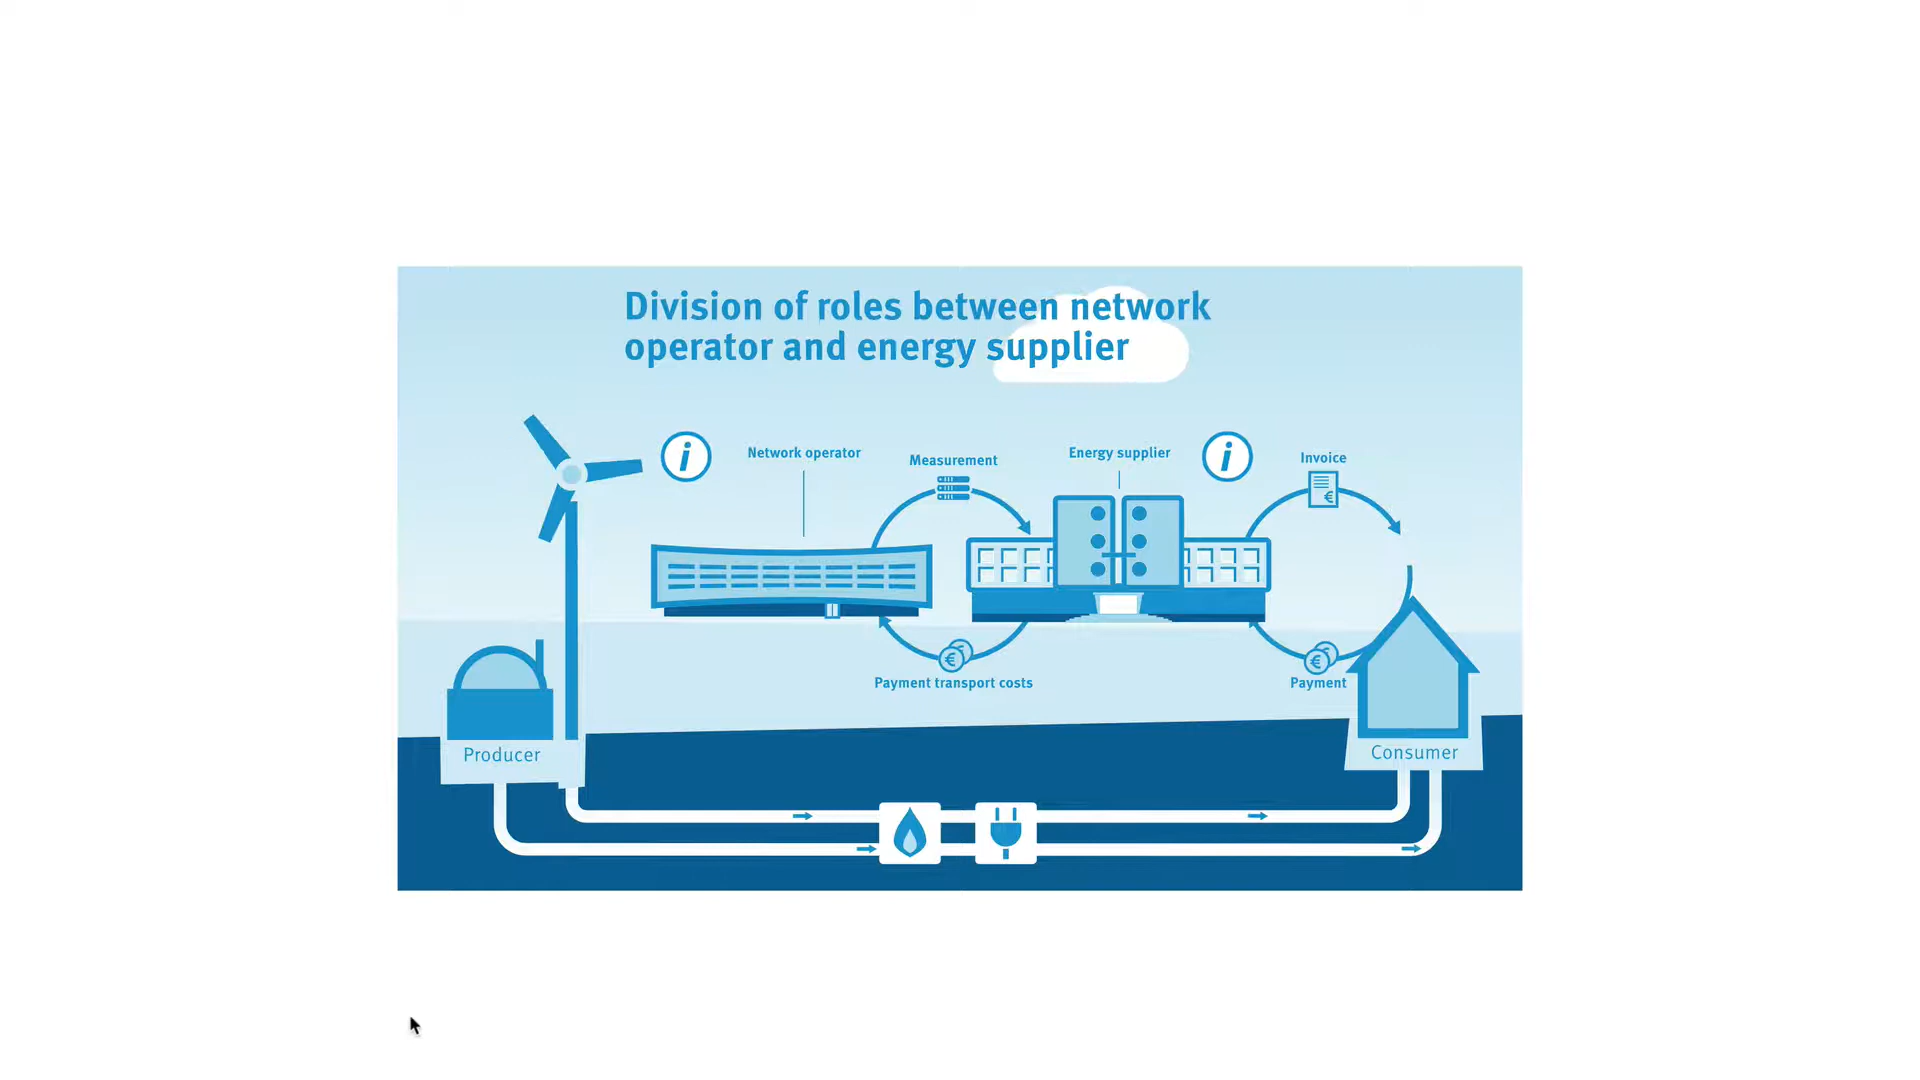 Division of roles between network
operator and energy supplier
i
Network operator
Measurement
Energy supplier
i
Invoice
€
€
Payment transport costs
€
Payment
Producer
Consumer